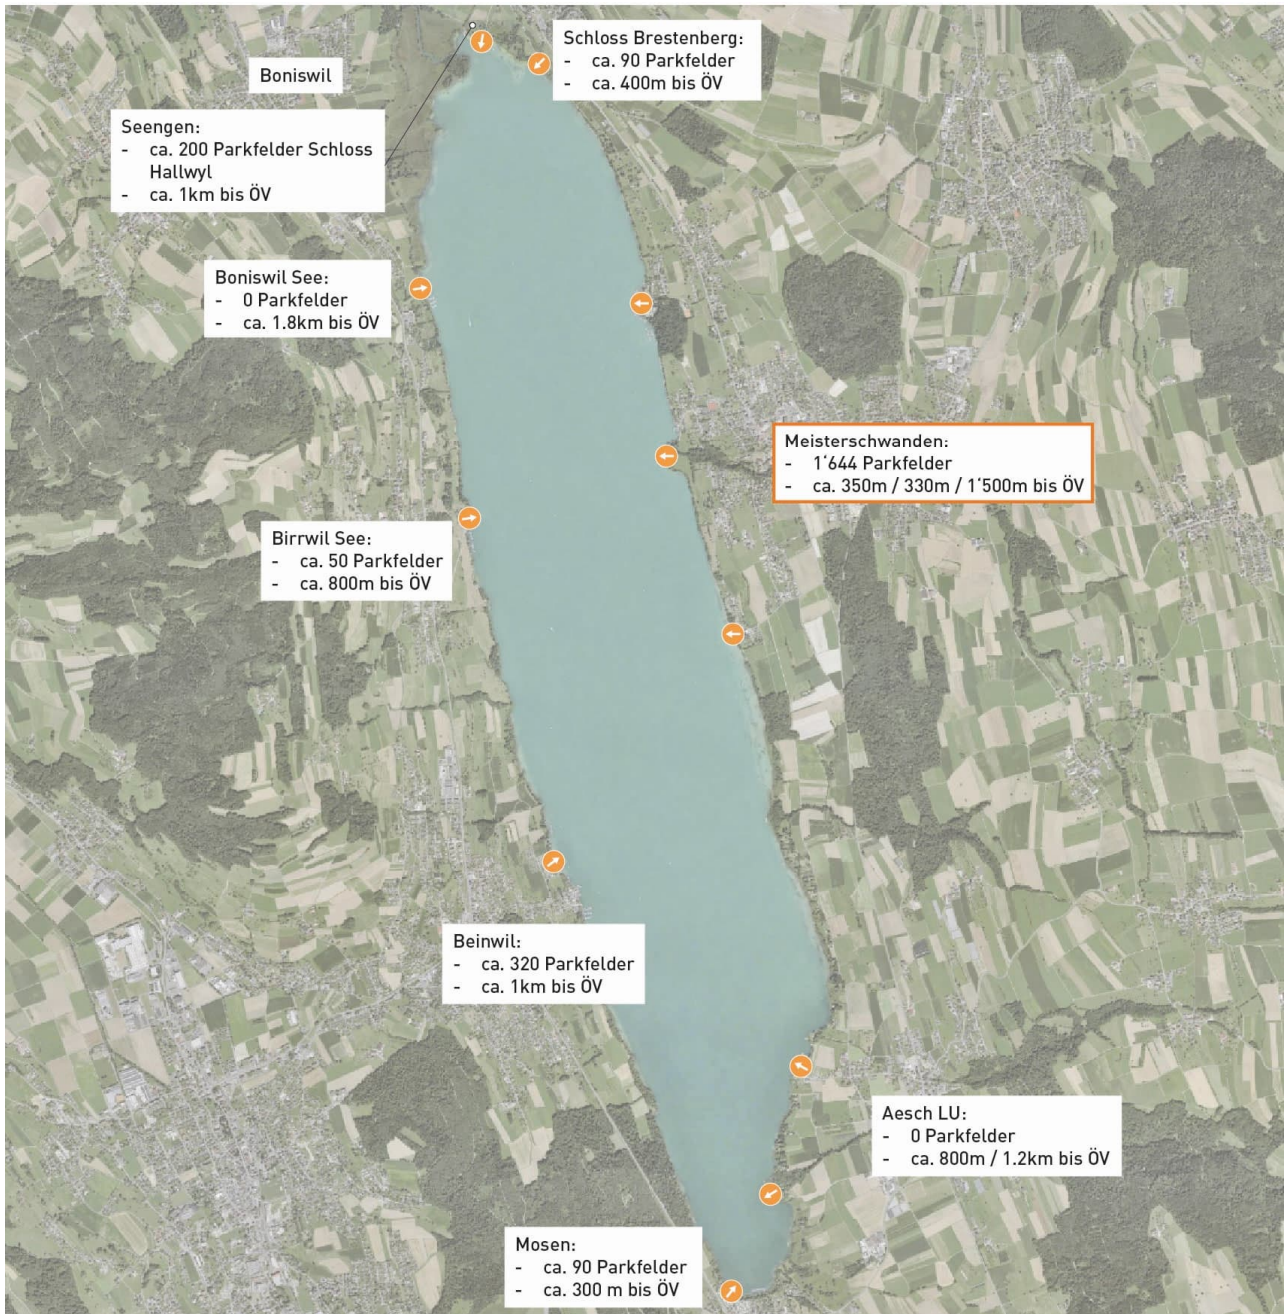 Schloss Brestenberg:
- ca. 90 Parkfelder
- ca. 400m bis ÖV
Boniswil
Seengen:
- ca. 200 Parkfelder Schloss
Hallwyl
- ca. 1km bis ÖV
Boniswil See:
- 0 Parkfelder
- ca. 1.8km bis ÖV
Meisterschwanden:
- 1'644 Parkfelder
- ca. 350m / 330m / 1'500m bis ÖV
Birrwil See:
- ca. 50 Parkfelder
- ca. 800m bis ÖV
Beinwil:
- ca. 320 Parkfelder
- ca. 1km bis ÖV
Aesch LU:
- 0 Parkfelder
- ca. 800m / 1.2km bis ÖV
Mosen:
- ca. 90 Parkfelder
- ca. 300 m bis ÖV